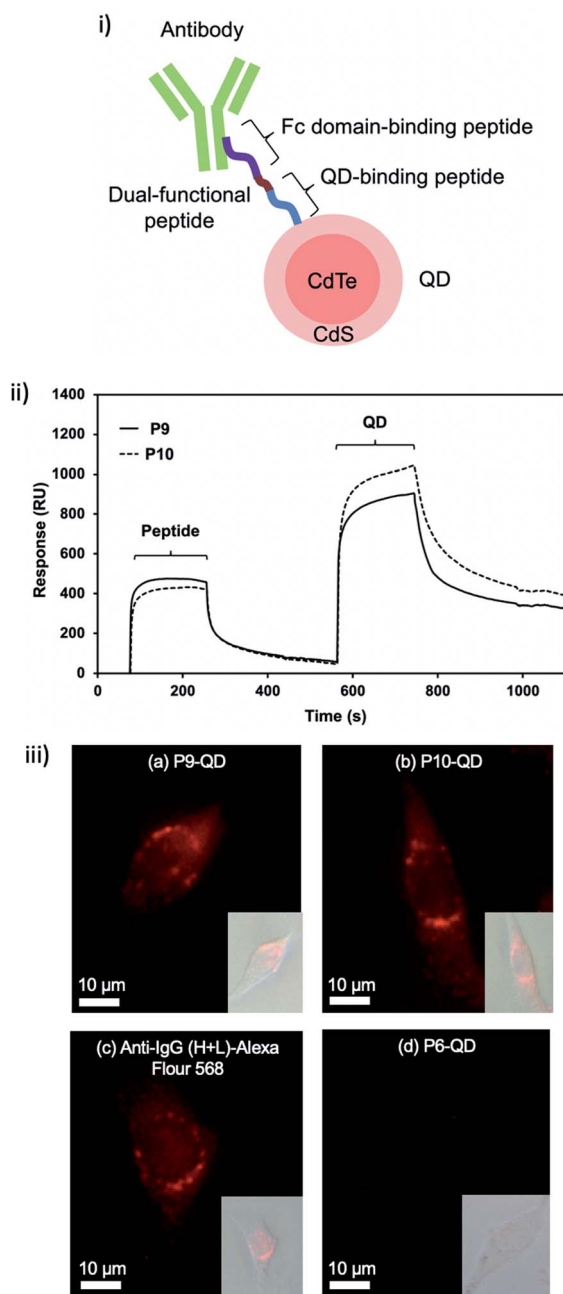 i)
Antibody
Fc domain-binding peptide
QD-binding peptide
Dual-functional
peptide
CdTe
QD
CdS
ii)
1400
1200
1000
800
600
400
200
0
Response (RU)
P9
P10
Peptide
QD
0
200
400
600
800
1000
Time (s)
iii)
(a) P9-QD
(b) P10-QD
10 µm
10 µm
(c) Anti-IgG (H+L)-Alexa
Flour 568
(d) P6-QD
10 µm
10 µm